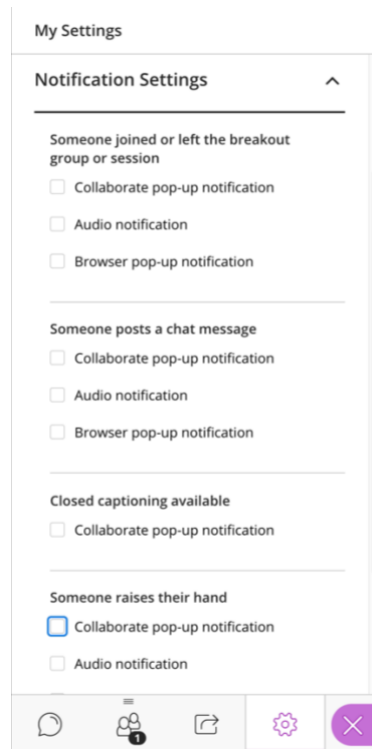 My Settings
Notification Settings
Someone joined or left the breakout
group or session
Collaborate pop-up notification
Audio notification
Browser pop-up notification
Someone posts a chat message
Collaborate pop-up notification
Audio notification
Browser pop-up notification
Closed captioning available
Collaborate pop-up notification
Someone raises their hand
Collaborate pop-up notification
Audio notification
1